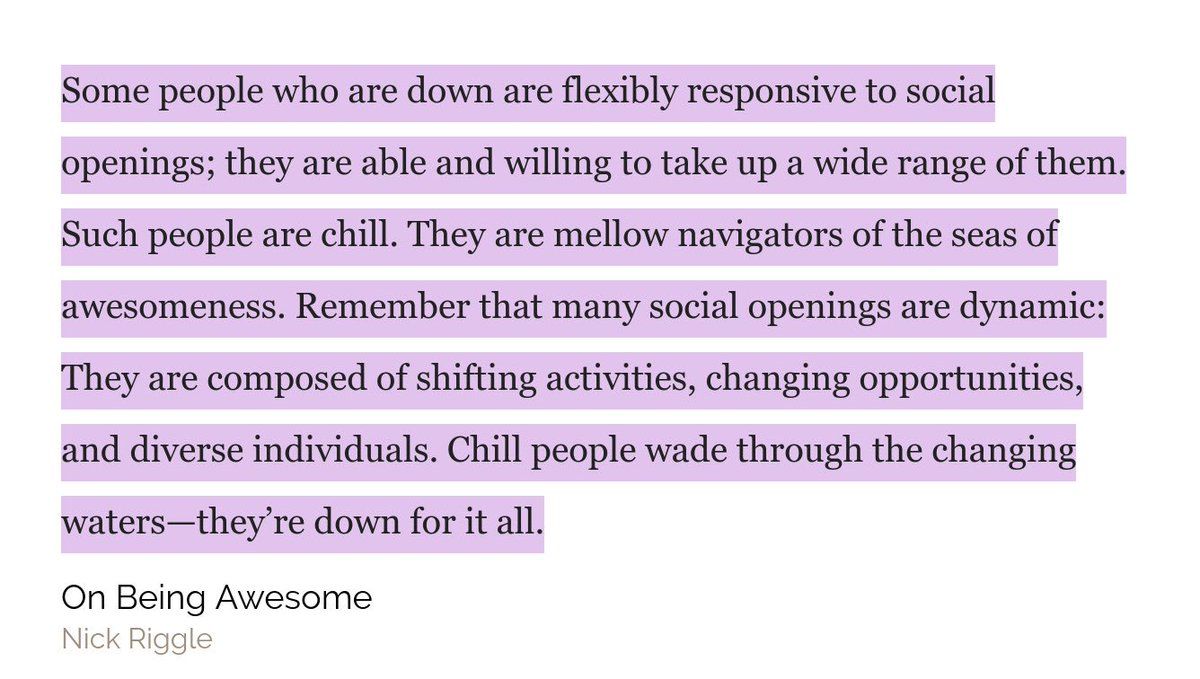 Some people who are down are flexibly responsive to social
openings; they are able and willing to take up a wide range of them.
Such people are chill. They are mellow navigators of the seas of
awesomeness. Remember that many social openings are dynamic:
They are composed of shifting activities, changing opportunities,
and diverse individuals. Chill people wade through the changing
waters—they’re down for it all.
On Being Awesome
Nick Riggle